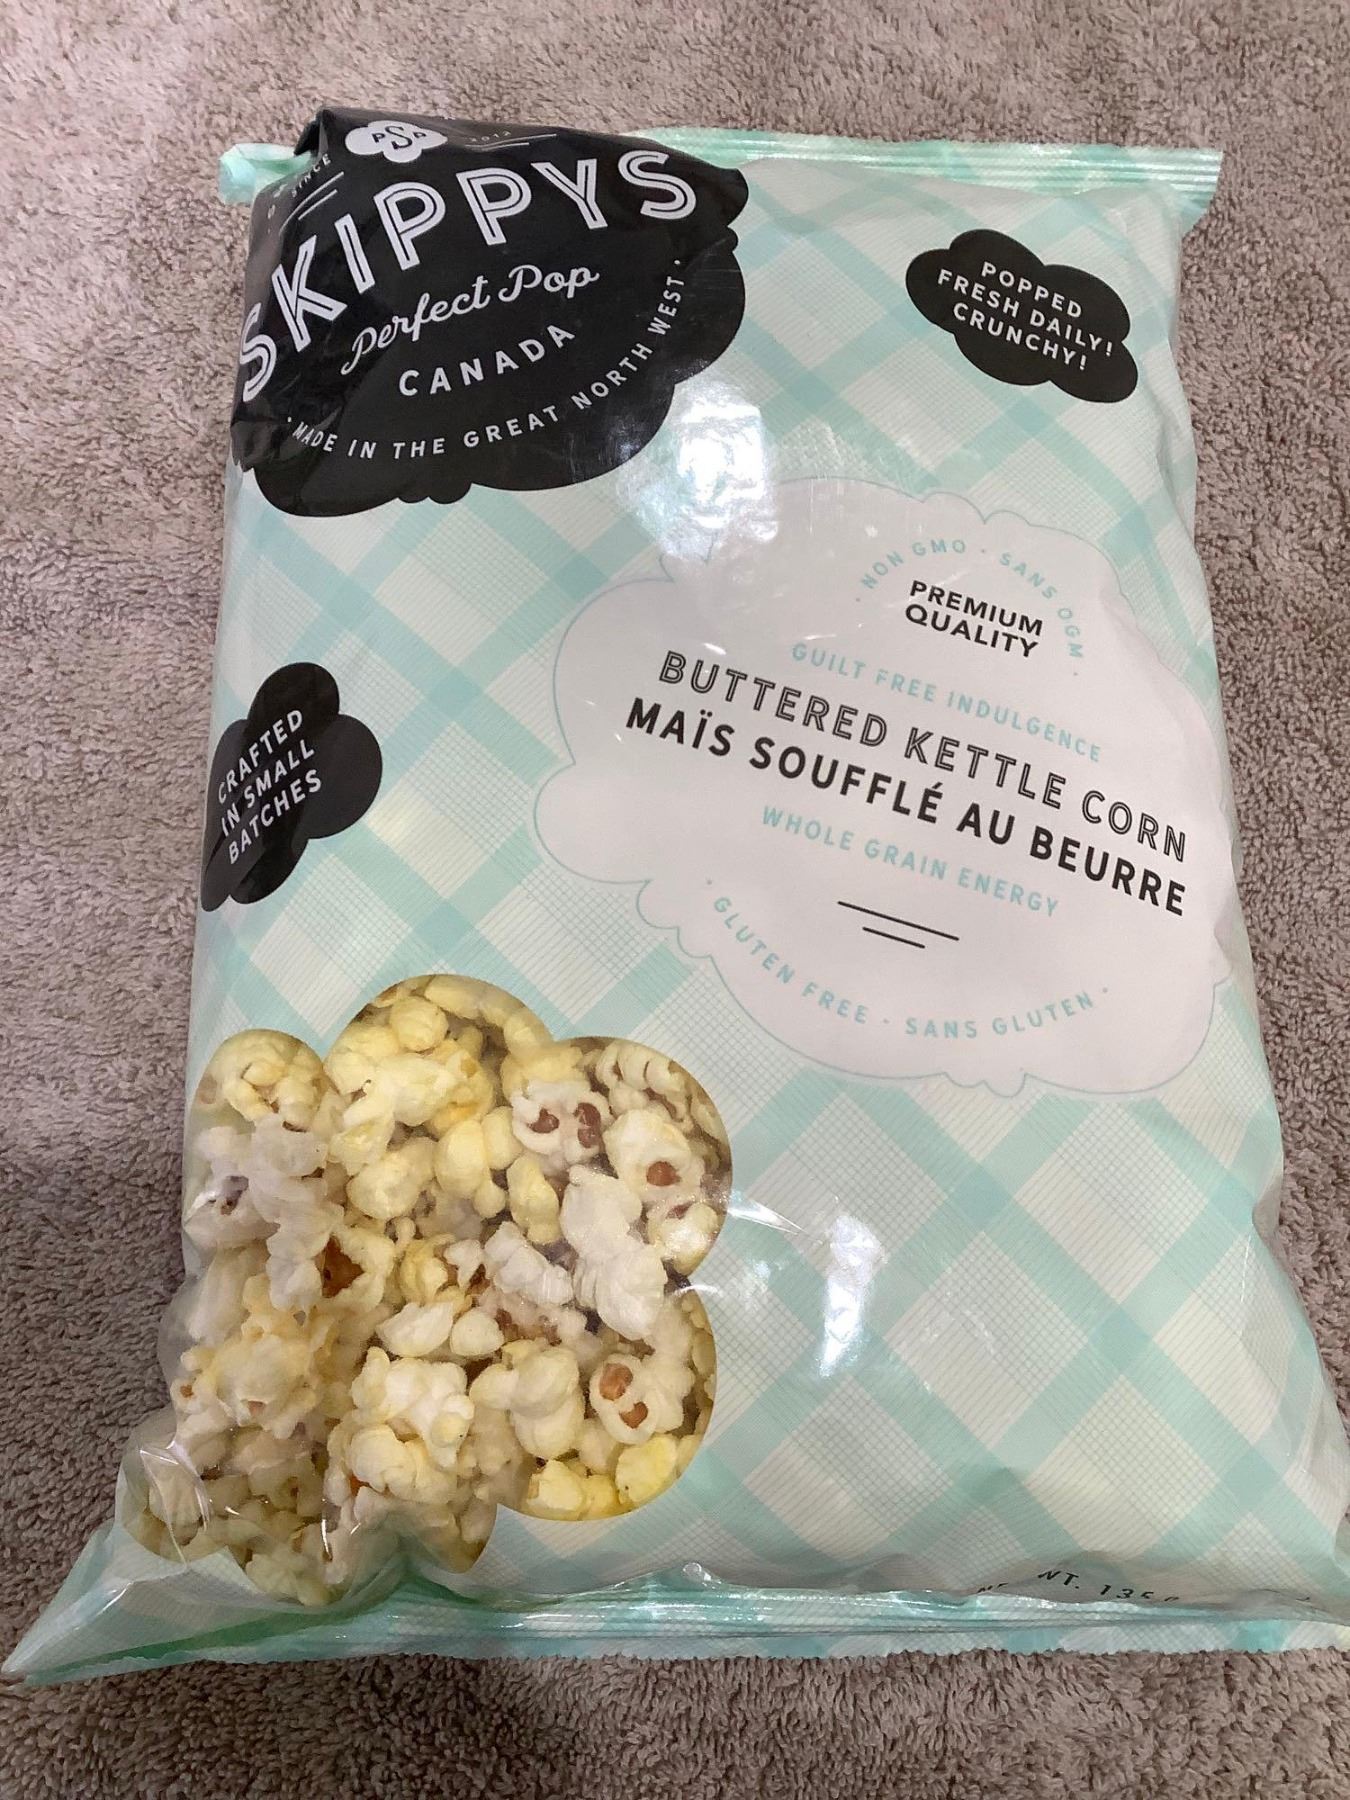 SINCE
PSP
2012
SKIPPYS
Perfect Pop
CANADA
· MADE IN THE GREAT NORTH WEST ·
POPPED
FRESH DAILY!
CRUNCHY!
· NON GMO · SANS OGM ·
PREMIUM
QUALITY
GUILT FREE INDULGENCE
BUTTERED KETTLE CORN
MAÏS SOUFFLÉ AU BEURRE
WHOLE GRAIN ENERGY
· GLUTEN FREE · SANS GLUTEN ·
CRAFTED
IN SMALL
BATCHES
WT. 135 g